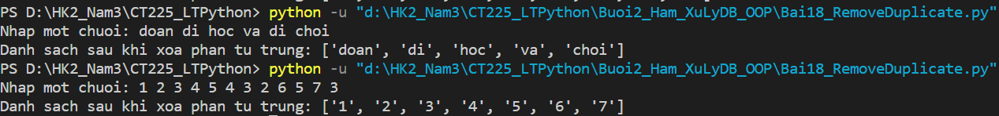 PS D:\HK2_Nam3\CT225_LTPython> python -u "d:\HK2_Nam3\CT225_LTPython\Buoi2_Ham_XuLyDB_OOP\Bai18_RemoveDuplicate.py"
Nhap mot chuoi: doan di hoc va di choi
Danh sach sau khi xoa phan tu trung: ['doan', 'di', 'hoc', 'va', 'choi']
PS D:\HK2_Nam3\CT225_LTPython> python -u "d:\HK2_Nam3\CT225_LTPython\Buoi2_Ham_XuLyDB_OOP\Bai18_RemoveDuplicate.py"
Nhap mot chuoi: 1 2 3 4 5 4 3 2 6 5 7 3
Danh sach sau khi xoa phan tu trung: ['1', '2', '3', '4', '5', '6', '7']